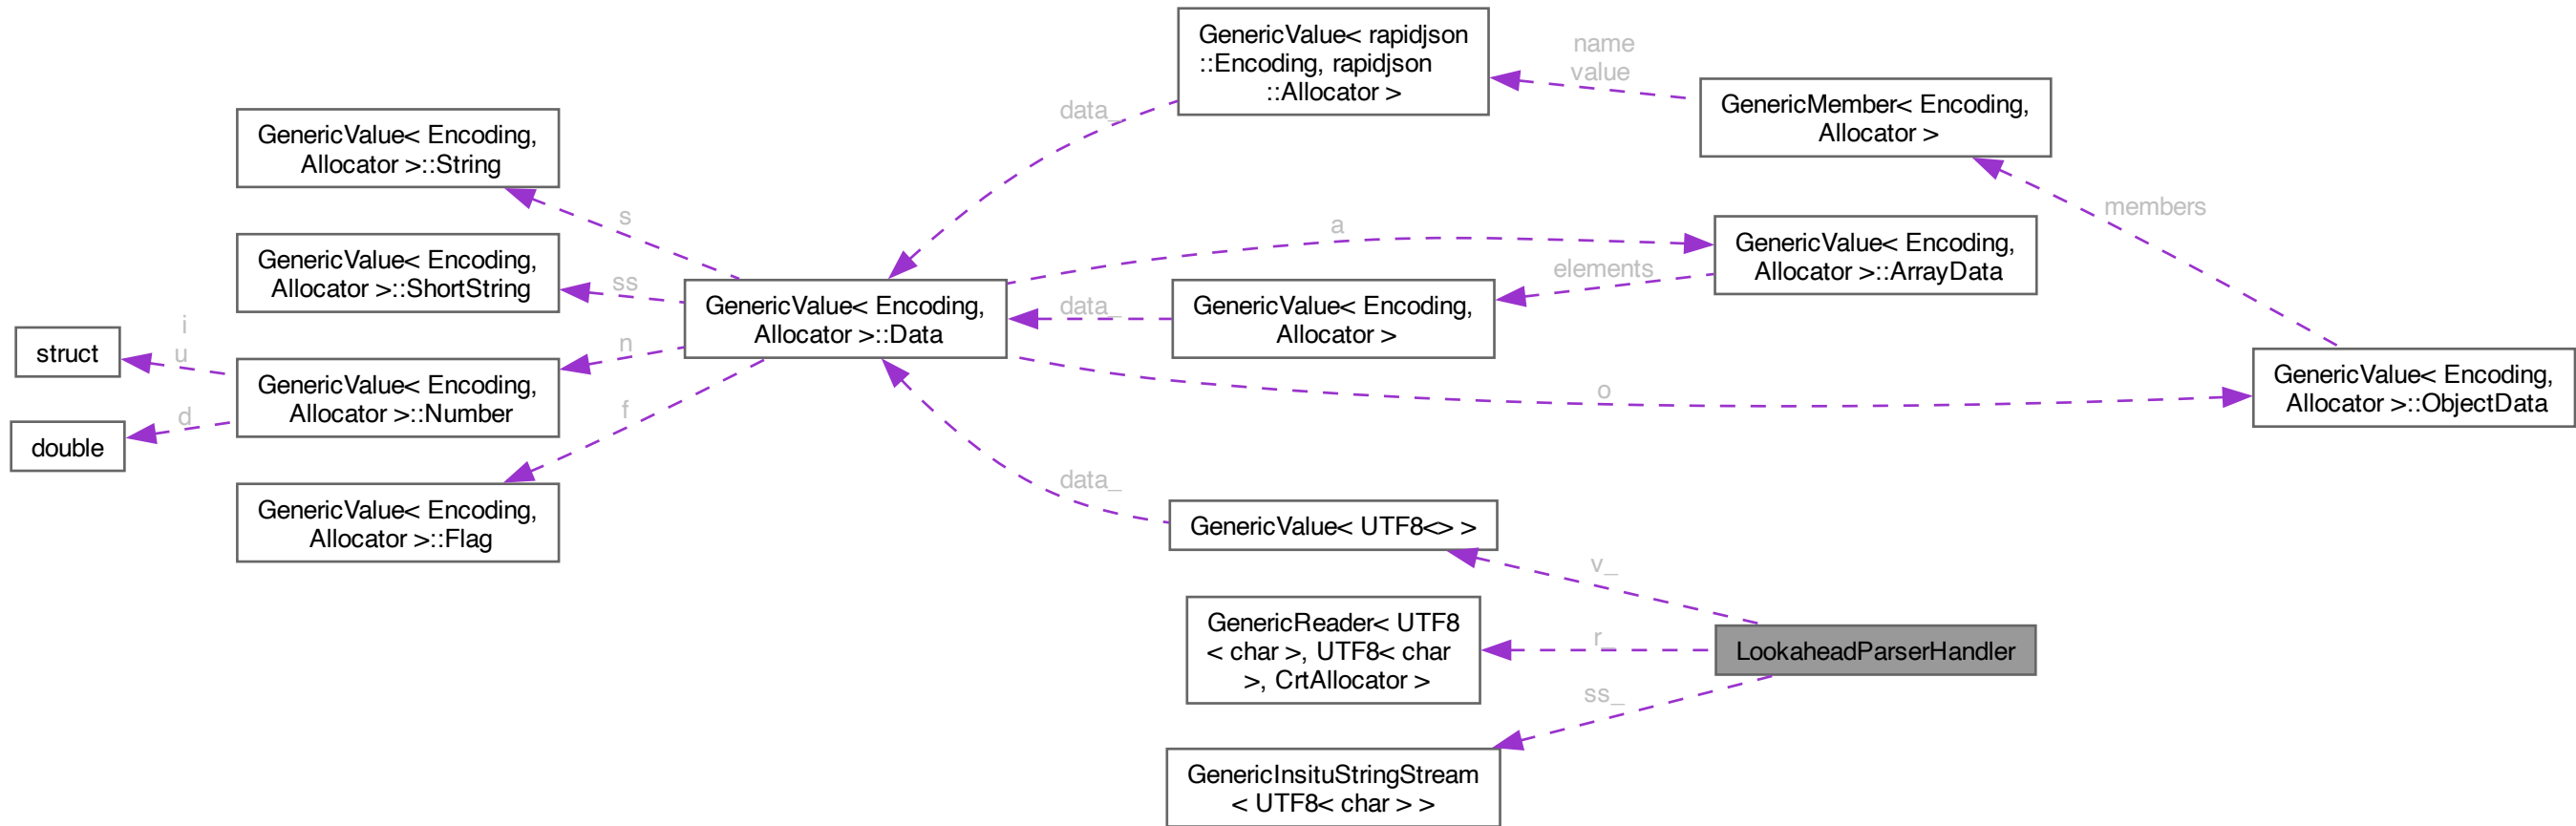 GenericValue< rapidjson
::Encoding, rapidjson
::Allocator >
name
value
GenericMember< Encoding,
Allocator >
data_
GenericValue< Encoding,
Allocator >::String
members
s
a
GenericValue< Encoding,
Allocator >::ArrayData
GenericValue< Encoding,
Allocator >::ShortString
ss
elements
GenericValue< Encoding,
Allocator >::Data
data_
GenericValue< Encoding,
Allocator >
i
u
struct
n
GenericValue< Encoding,
Allocator >::Number
o
GenericValue< Encoding,
Allocator >::ObjectData
d
f
double
data_
GenericValue< Encoding,
Allocator >::Flag
GenericValue< UTF8<> >
v_
GenericReader< UTF8
< char >, UTF8< char
>, CrtAllocator >
r_
LookaheadParserHandler
ss_
GenericInsituStringStream
< UTF8< char > >